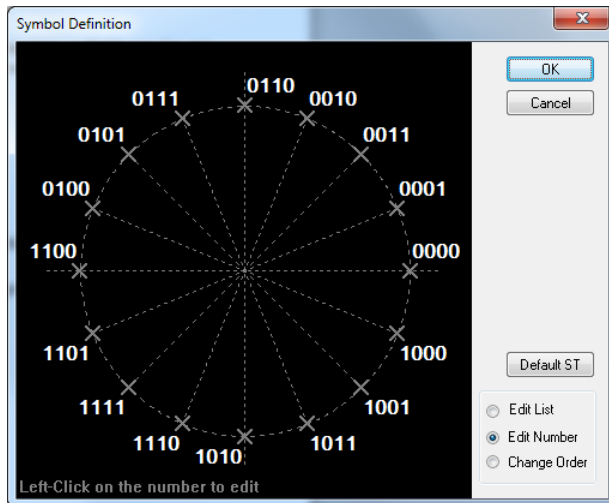 Symbol Definition
OK
Cancel
0110
0111
0010
0101
0011
0100
0001
1100
0000
1101
1000
1111
1001
1110
1010
1011
Default ST
Edit List
Edit Number
Change Order
Left-Click on the number to edit